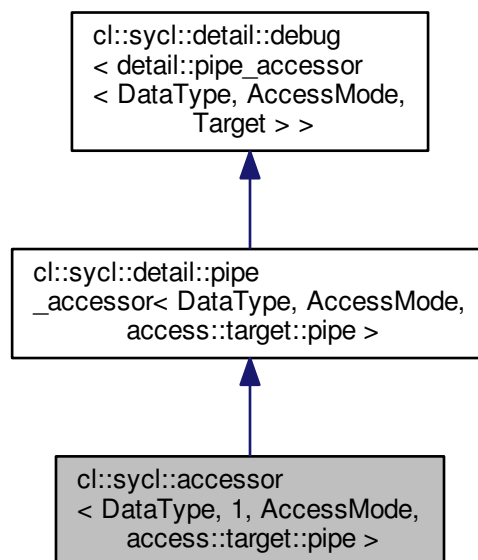 cl::sycl::detail::debug
< detail::pipe_accessor
< DataType, AccessMode,
Target > >
cl::sycl::detail::pipe
_accessor< DataType, AccessMode,
access::target::pipe >
cl::sycl::accessor
< DataType, 1, AccessMode,
access::target::pipe >